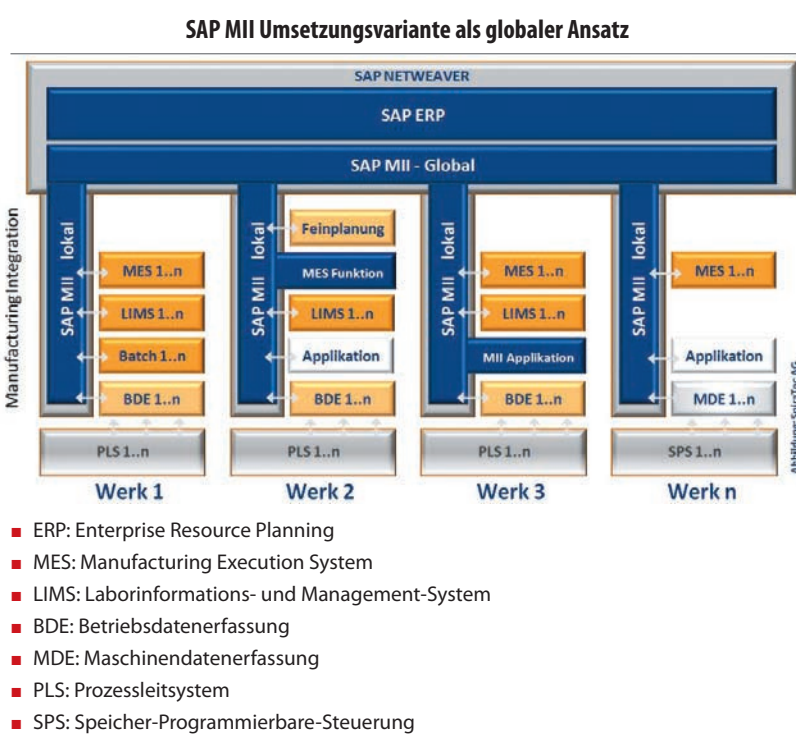 SAP MII Umsetzungsvariante als globaler Ansatz
SAP NETWEAVER
SAP ERP
SAP MII - Global
Manufacturing Integration
SAP MII lokal
MES 1..n
LIMS 1..n
Batch 1..n
BDE 1..n
PLS 1..n
Werk 1
SAP MII lokal
Feinplanung
MES Funktion
LIMS 1..n
Applikation
BDE 1..n
PLS 1..n
Werk 2
SAP MII lokal
MES 1..n
LIMS 1..n
MII Applikation
BDE 1..n
PLS 1..n
Werk 3
SAP MII lokal
MES 1..n
Applikation
MDE 1..n
SPS 1..n
Werk n
Abbildung: SpiraTec AG
ERP: Enterprise Resource Planning
MES: Manufacturing Execution System
LIMS: Laborinformations- und Management-System
BDE: Betriebsdatenerfassung
MDE: Maschinendatenerfassung
PLS: Prozessleitsystem
SPS: Speicher-Programmierbare-Steuerung